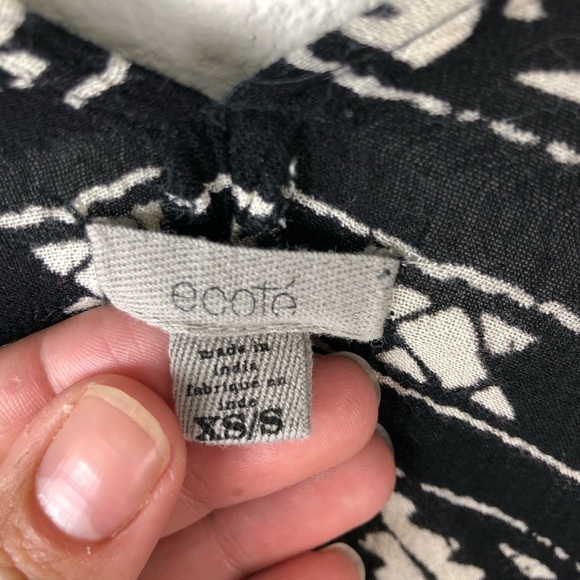 ecoté
made in
india
fabriqué en
inde
XS/S